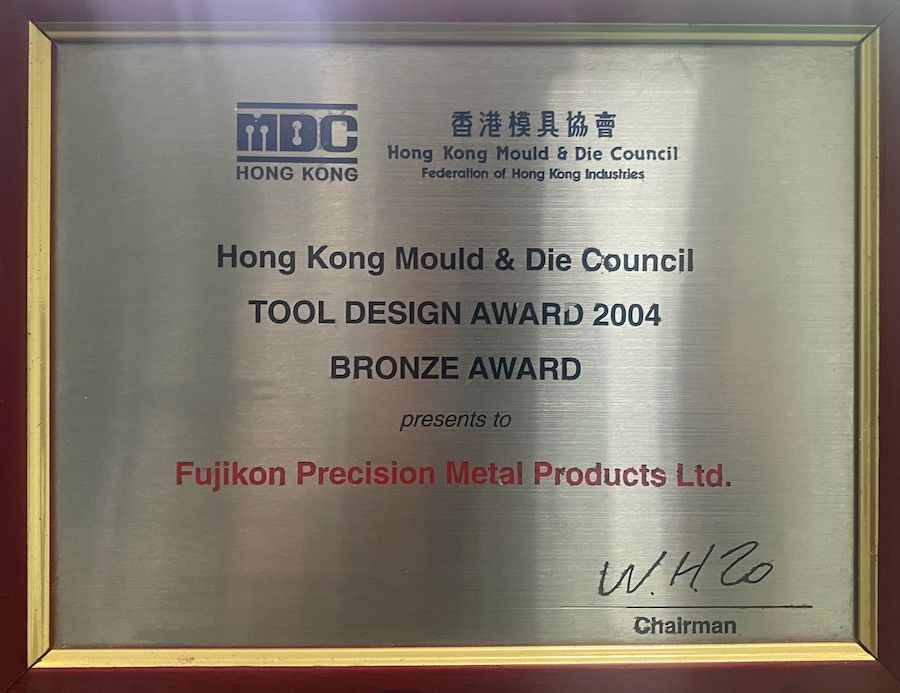 MDC
HONG KONG
香港模具協會
Hong Kong Mould & Die Council
Federation of Hong Kong Industries
Hong Kong Mould & Die Council
TOOL DESIGN AWARD 2004
BRONZE AWARD
presents to
Fujikon Precision Metal Products Ltd.
W.H.
Chairman